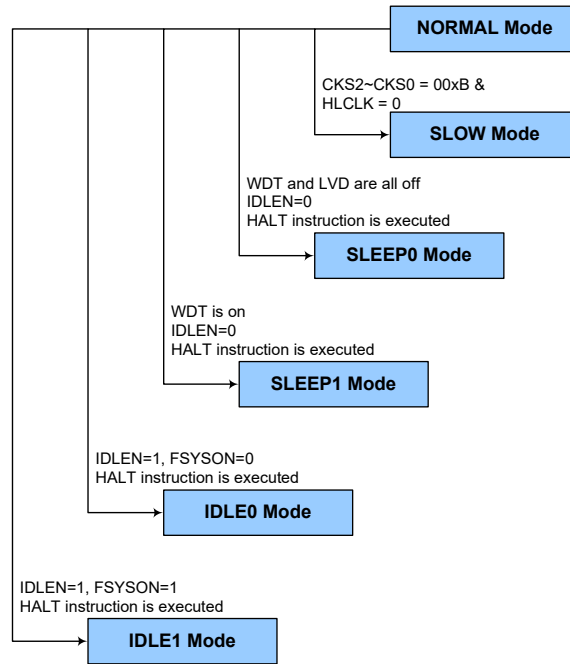 NORMAL Mode
CKS2~CKS0 = 00xB &
HLCLK = 0
SLOW Mode
WDT and LVD are all off
IDLEN=0
HALT instruction is executed
SLEEP0 Mode
WDT is on
IDLEN=0
HALT instruction is executed
SLEEP1 Mode
IDLEN=1, FSYSON=0
HALT instruction is executed
IDLE0 Mode
IDLEN=1, FSYSON=1
HALT instruction is executed
IDLE1 Mode